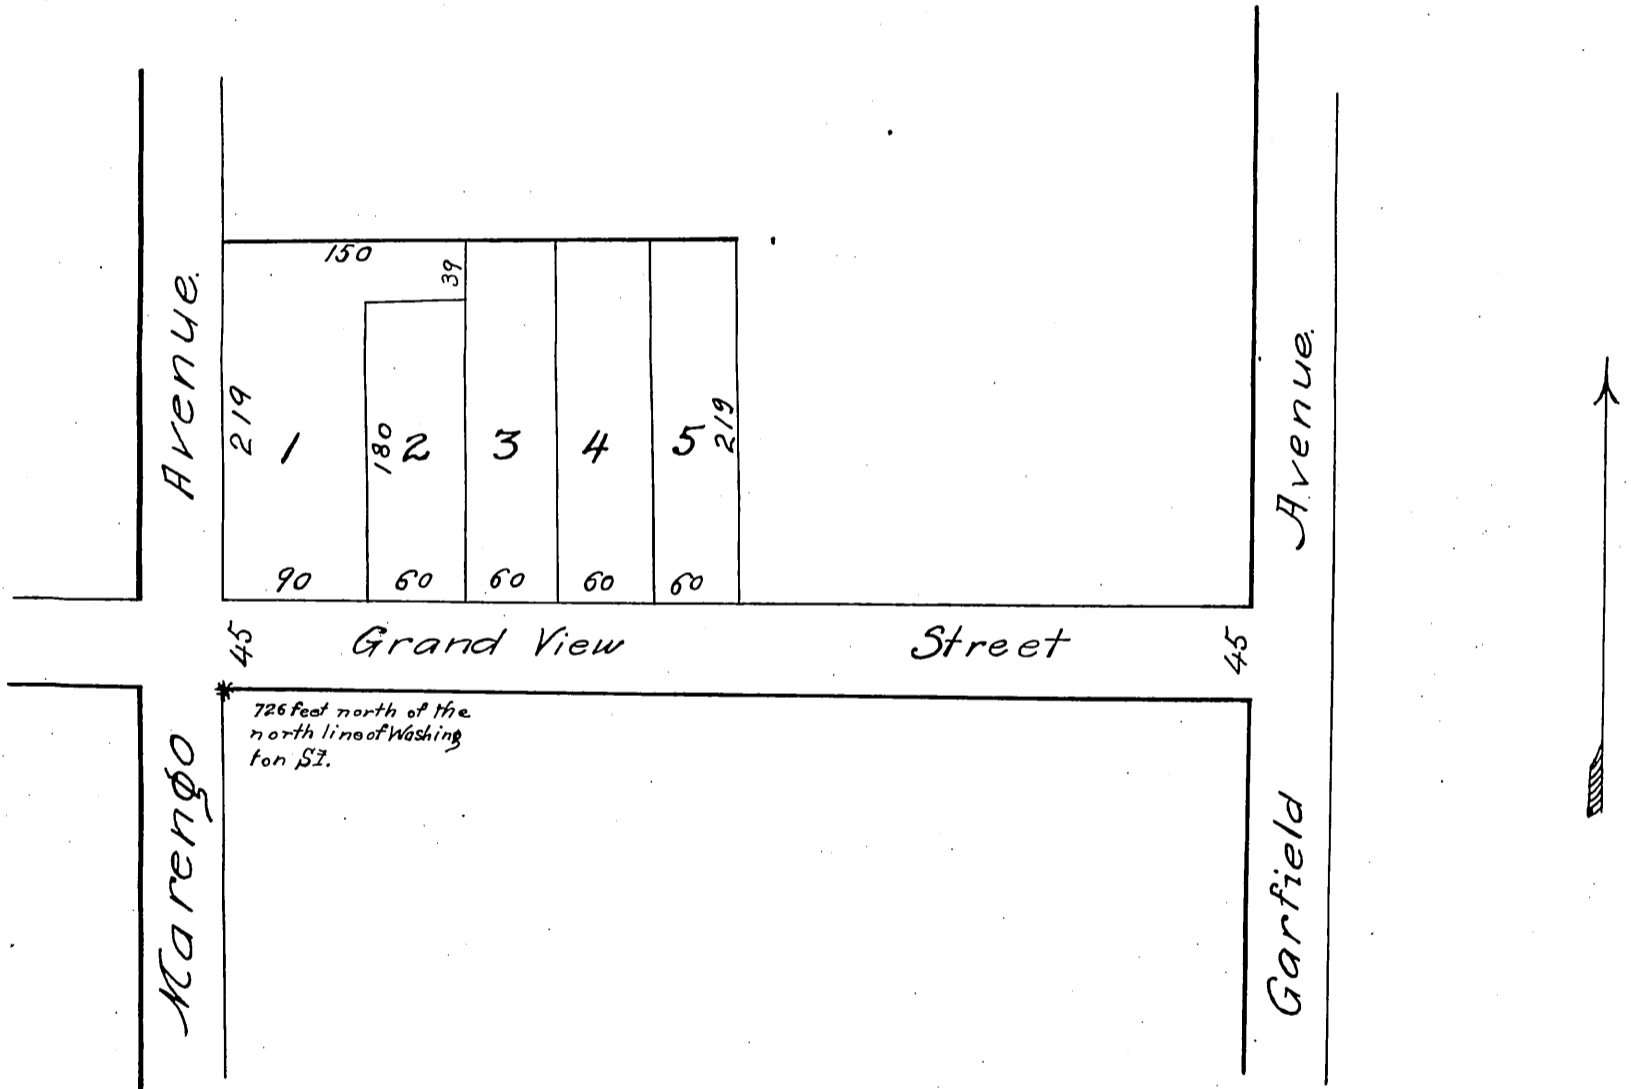 150
39
Avenue.
219
1
180
2
3
4
5
219
Avenue.
90
60
60
60
60
45
Grand View Street
45
726 feet north of the
north line of Washing
ton St.
Marengo
Garfield